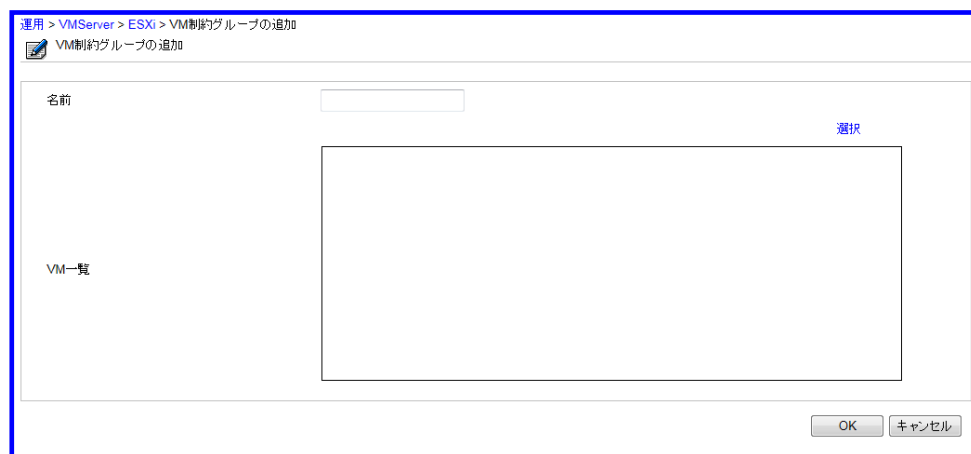 運用 > VMServer > ESXi > VM制約グループの追加
VM制約グループの追加
名前
選択
VM一覧
OK
キャンセル